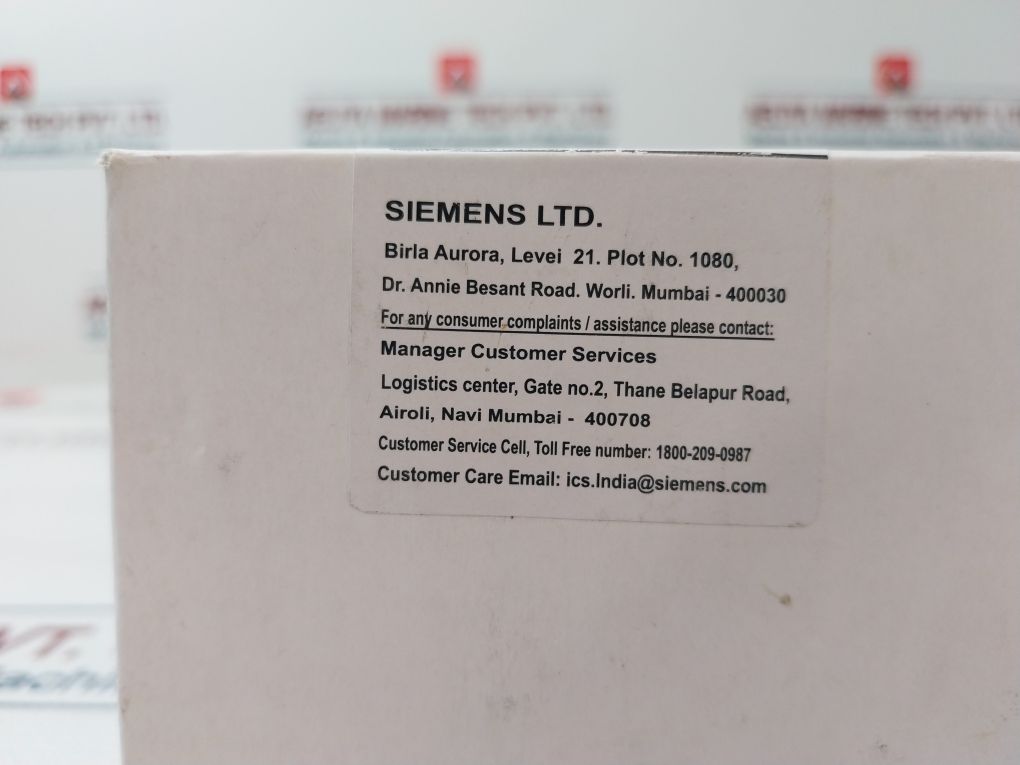 SIEMENS LTD.
Birla Aurora, Levei 21. Plot No. 1080,
Dr. Annie Besant Road. Worli. Mumbai - 400030
For any consumer complaints / assistance please contact:
Manager Customer Services
Logistics center, Gate no.2, Thane Belapur Road,
Airoli, Navi Mumbai - 400708
Customer Service Cell, Toll Free number: 1800-209-0987
Customer Care Email: ics.India@siemens.com